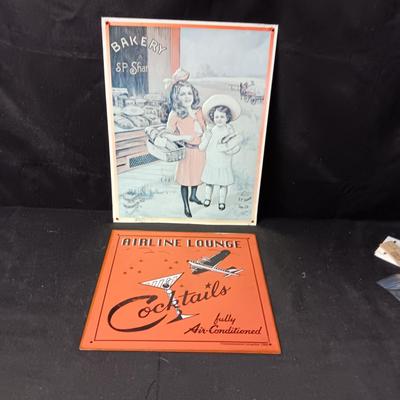 BAKERY
S.P. Shar
AIRLINE LOUNGE
Cocktails
fully
Air-Conditioned